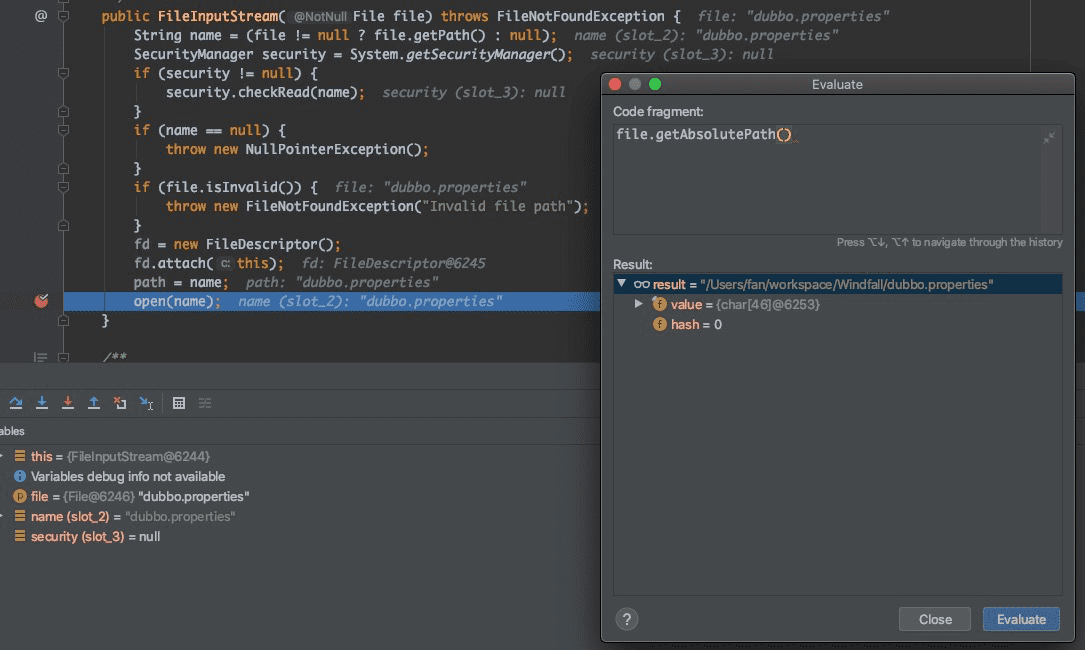 @ public FileInputStream( @NotNull File file) throws FileNotFoundException { file: "dubbo.properties"
String name = (file != null ? file.getPath() : null); name (slot_2): "dubbo.properties"
SecurityManager security = System.getSecurityManager(); security (slot_3): null
if (security != null) {
security.checkRead(name); security (slot_3): null
}
if (name == null) {
throw new NullPointerException();
}
if (file.isInvalid()) { file: "dubbo.properties"
throw new FileNotFoundException("Invalid file path");
}
fd = new FileDescriptor();
fd.attach( c: this); fd: FileDescriptor@6245
path = name; path: "dubbo.properties"
open(name); name (slot_2): "dubbo.properties"
}
/**
Evaluate
Code fragment:
file.getAbsolutePath()
Press ⌥↓, ⌥↑ to navigate through the history
Result:
oo result = "/Users/fan/workspace/Windfall/dubbo.properties"
f value = {char[46]@6253}
f hash = 0
? Close Evaluate
ables
this = {FileInputStream@6244}
i Variables debug info not available
p file = {File@6246} "dubbo.properties"
name (slot_2) = "dubbo.properties"
security (slot_3) = null